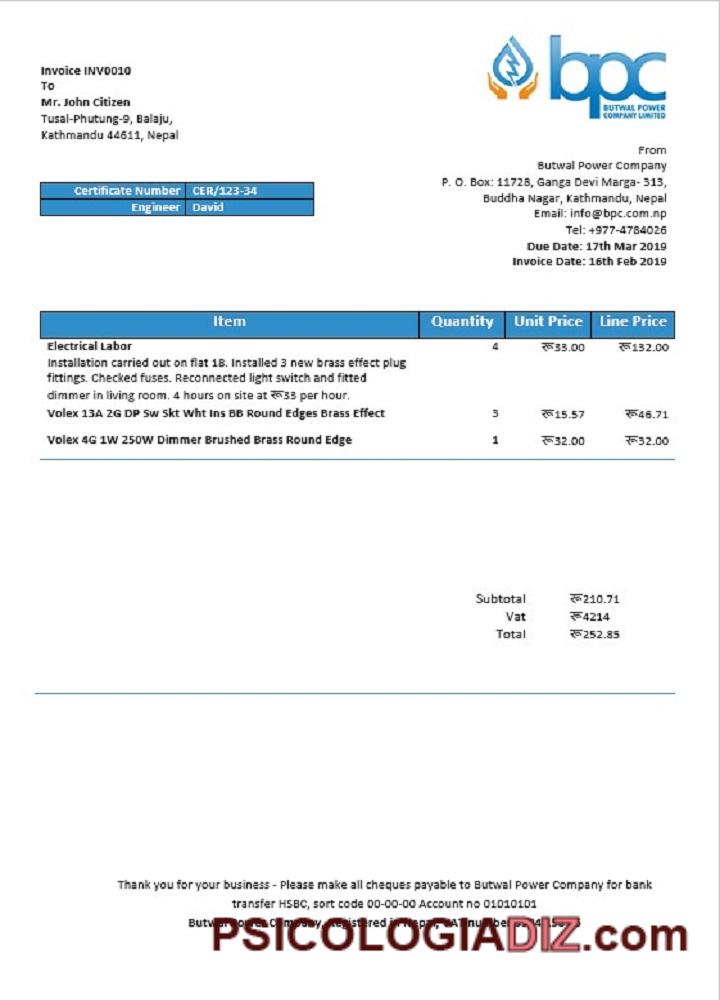 Invoice INV0010
To
Mr. John Citizen
Tusal-Phutung-9, Balaju,
Kathmandu 44611, Nepal
bpc
BUTWAL POWER
COMPANY LIMITED
From
Butwal Power Company
P. O. Box: 11728, Ganga Devi Marga- 313,
Buddha Nagar, Kathmandu, Nepal
Email: info@bpc.com.np
Tel: +977-4784026
Due Date: 17th Mar 2019
Invoice Date: 16th Feb 2019
Certificate Number CER/123-34
Engineer David
Item Quantity Unit Price Line Price
Electrical Labor 4 रू33.00 रू132.00
Installation carried out on flat 18. Installed 3 new brass effect plug
fittings. Checked fuses. Reconnected light switch and fitted
dimmer in living room. 4 hours on site at रू33 per hour.
Volex 13A 2G DP Sw Skt Wht Ins BB Round Edges Brass Effect 3 रू15.57 रू46.71
Volex 4G 1W 250W Dimmer Brushed Brass Round Edge 1 रू32.00 रू32.00
Subtotal रू210.71
Vat रू4214
Total रू252.85
Thank you for your business - Please make all cheques payable to Butwal Power Company for bank
transfer HSBC, sort code 00-00-00 Account no 01010101
Butwal Power Company, Registered in Nepal, VAT number
PSICOLOGIADIZ.com